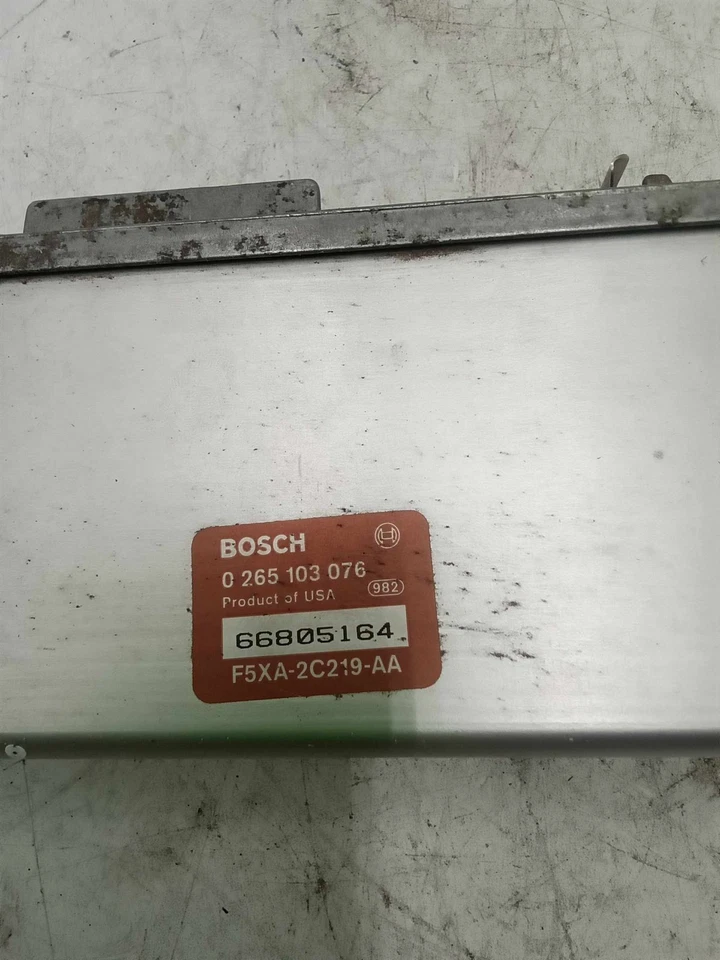 BOSCH
0 265 103 076
982
Product of USA
66805164
F5XA-2C219-AA